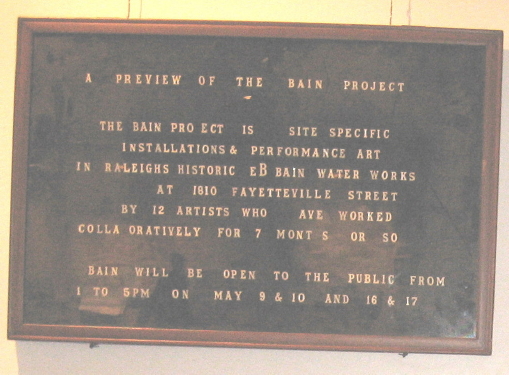 A PREVIEW OF THE BAIN PROJECT
THE BAIN PRO ECT IS SITE SPECIFIC
INSTALLATIONS & PERFORMANCE ART
IN RALEIGHS HISTORIC EB BAIN WATER WORKS
AT 1810 FAYETTEVILLE STREET
BY 12 ARTISTS WHO AVE WORKED
COLLA ORATIVELY FOR 7 MONT S OR SO
BAIN WILL BE OPEN TO THE PUBLIC FROM
1 TO 5PM ON MAY 9 & 10 AND 16 & 17